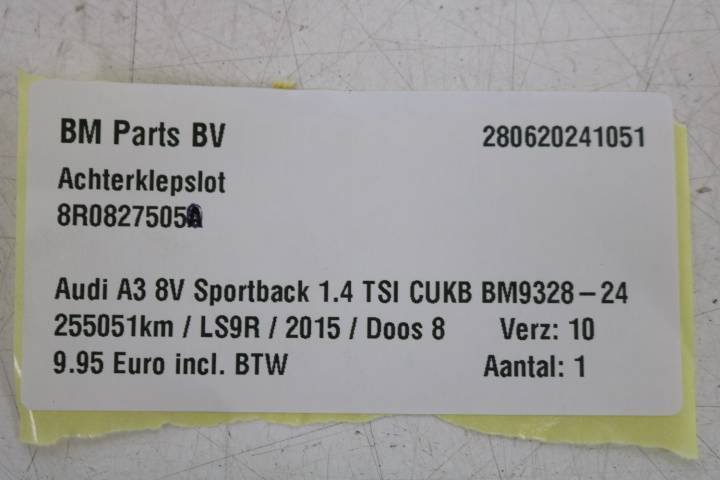 BM Parts BV 280620241051
Achterklepslot
8R0827505A
Audi A3 8V Sportback 1.4 TSI CUKB BM9328-24
255051km / LS9R / 2015 / Doos 8 Verz: 10
9.95 Euro incl. BTW Aantal: 1